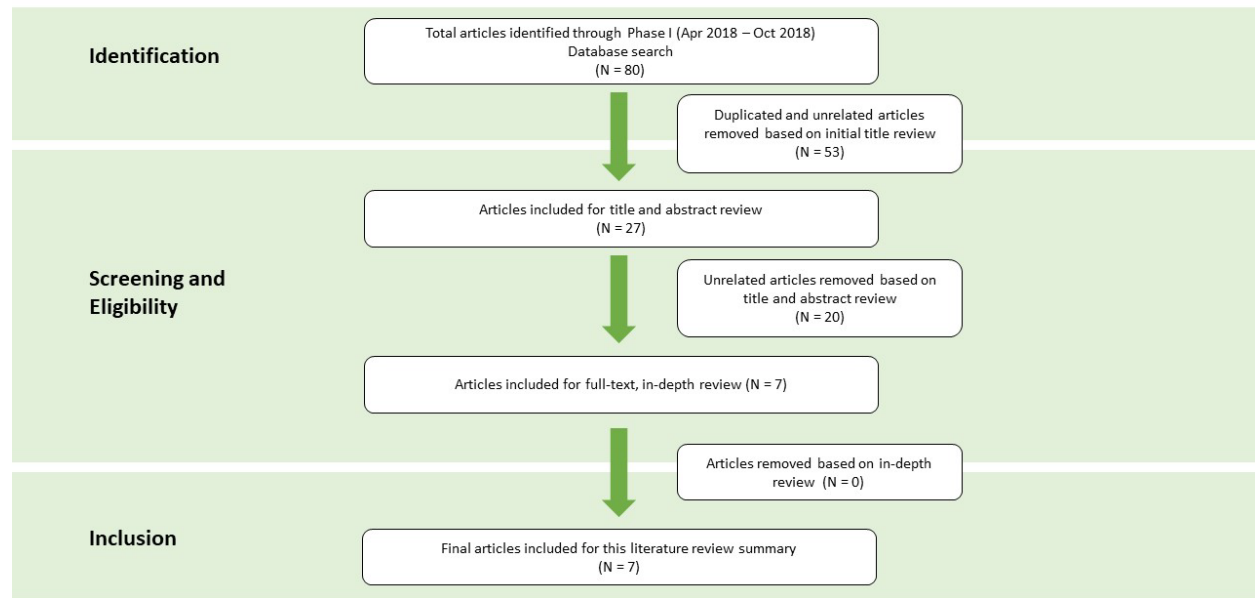 Identification
Total articles identified through Phase I (Apr 2018 – Oct 2018)
Database search
(N = 80)
Duplicated and unrelated articles
removed based on initial title review
(N = 53)
Articles included for title and abstract review
(N = 27)
Screening and
Eligibility
Unrelated articles removed based on
title and abstract review
(N = 20)
Articles included for full-text, in-depth review (N = 7)
Articles removed based on in-depth
review (N = 0)
Inclusion
Final articles included for this literature review summary
(N = 7)